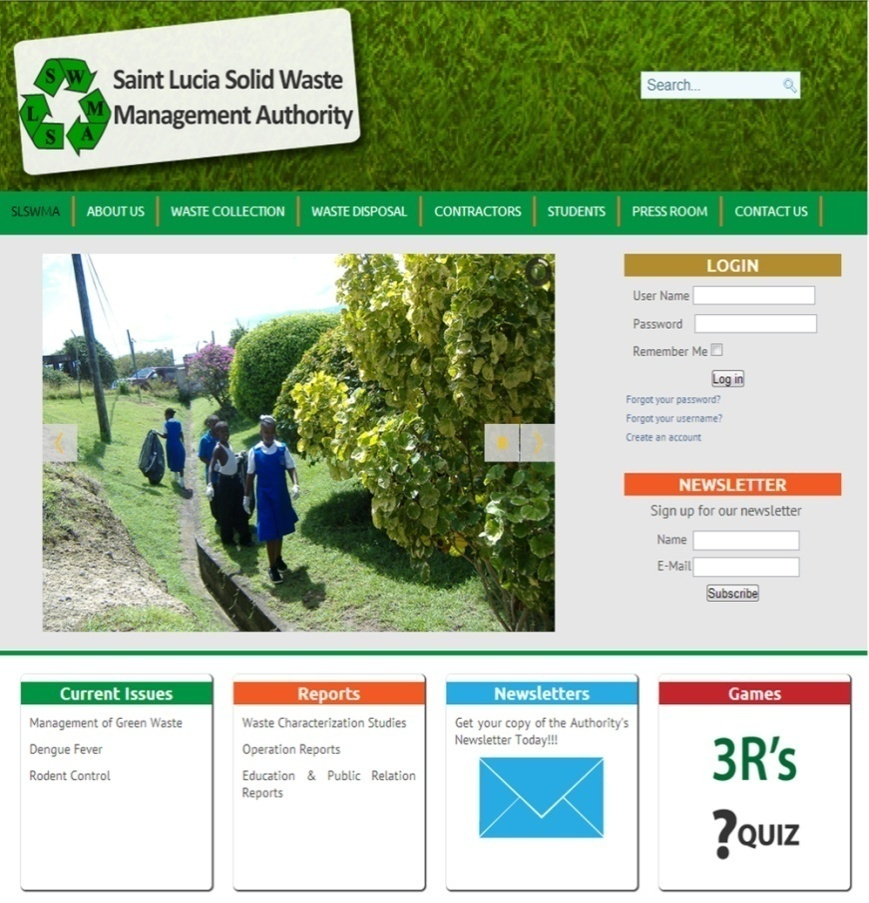 S W M A S L
Saint Lucia Solid Waste
Management Authority
Search...
SLSWMA ABOUT US WASTE COLLECTION WASTE DISPOSAL CONTRACTORS STUDENTS PRESS ROOM CONTACT US
LOGIN
User Name
Password
Remember Me
Log in
Forgot your password?
Forgot your username?
Create an account
NEWSLETTER
Sign up for our newsletter
Name
E-Mail
Subscribe
Current Issues
Management of Green Waste
Dengue Fever
Rodent Control
Reports
Waste Characterization Studies
Operation Reports
Education & Public Relation
Reports
Newsletters
Get your copy of the Authority's
Newsletter Today!!!
Games
3R's
?QUIZ